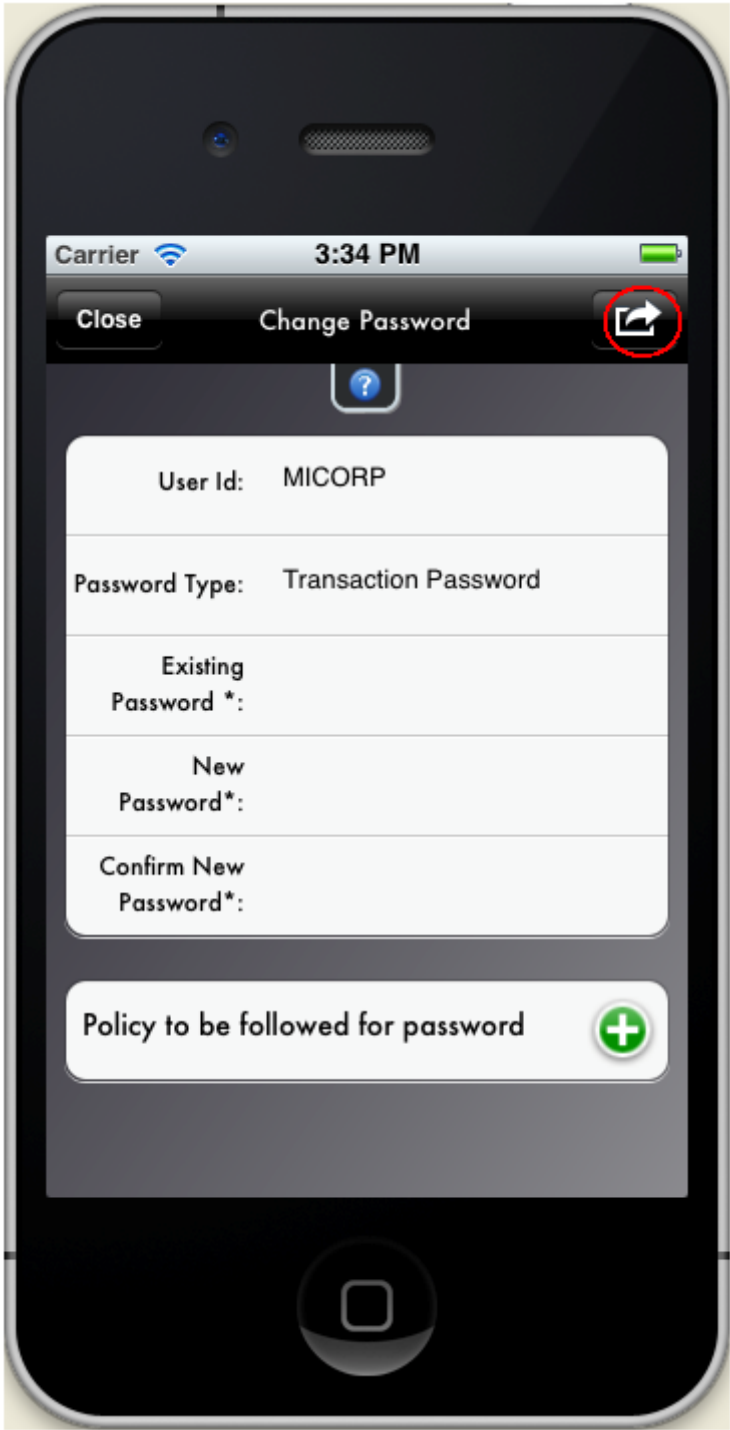 Carrier 3:34 PM
Close Change Password
?
User Id: MICORP
Password Type: Transaction Password
Existing
Password *:
New
Password*:
Confirm New
Password*:
Policy to be followed for password